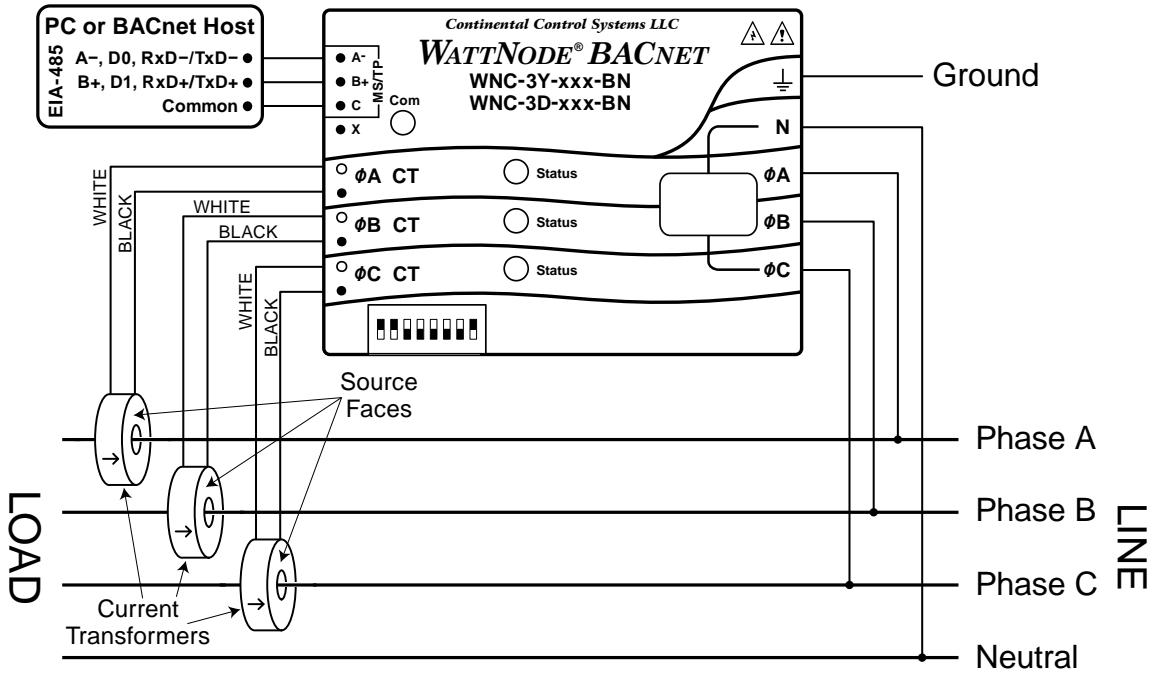 PC or BACnet Host
EIA-485
A−, D0, RxD−/TxD−
B+, D1, RxD+/TxD+
Common
A-
B+
C
X
MS/TP
Com
Continental Control Systems LLC
WATTNODE® BACNET
WNC-3Y-xxx-BN
WNC-3D-xxx-BN
Ground
N
ϕA CT
Status
ϕA
ϕB CT
Status
ϕB
ϕC CT
Status
ϕC
WHITE
BLACK
WHITE
BLACK
WHITE
BLACK
Source
Faces
LOAD
Phase A
Phase B
Phase C
LINE
Current
Transformers
Neutral